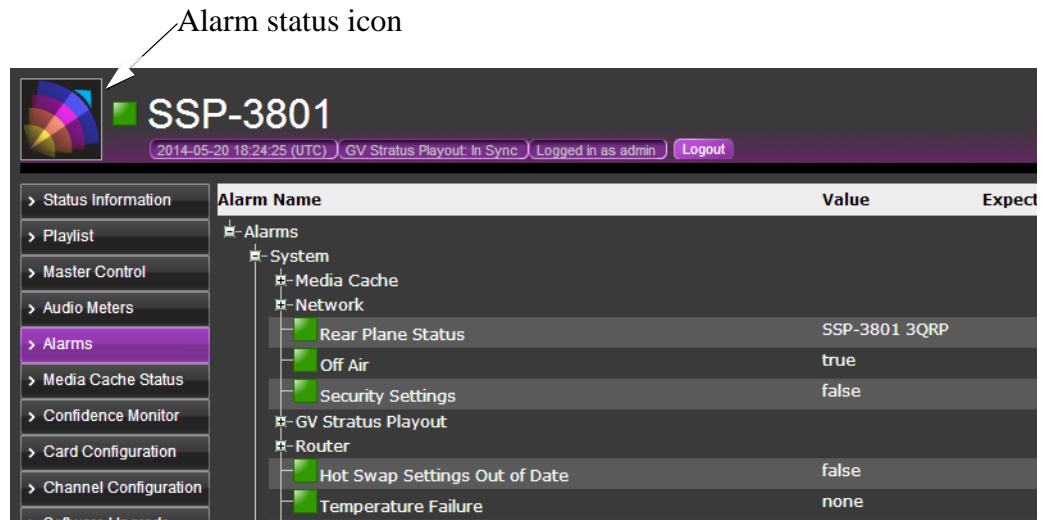 Alarm status icon
SSP-3801
2014-05-20 18:24:25 (UTC) GV Stratus Playout: In Sync Logged in as admin Logout
Status Information
Playlist
Master Control
Audio Meters
Alarms
Media Cache Status
Confidence Monitor
Card Configuration
Channel Configuration
Alarm Name Value Expect
Alarms
System
Media Cache
Network
Rear Plane Status SSP-3801 3QRP
Off Air true
Security Settings false
GV Stratus Playout
Router
Hot Swap Settings Out of Date false
Temperature Failure none